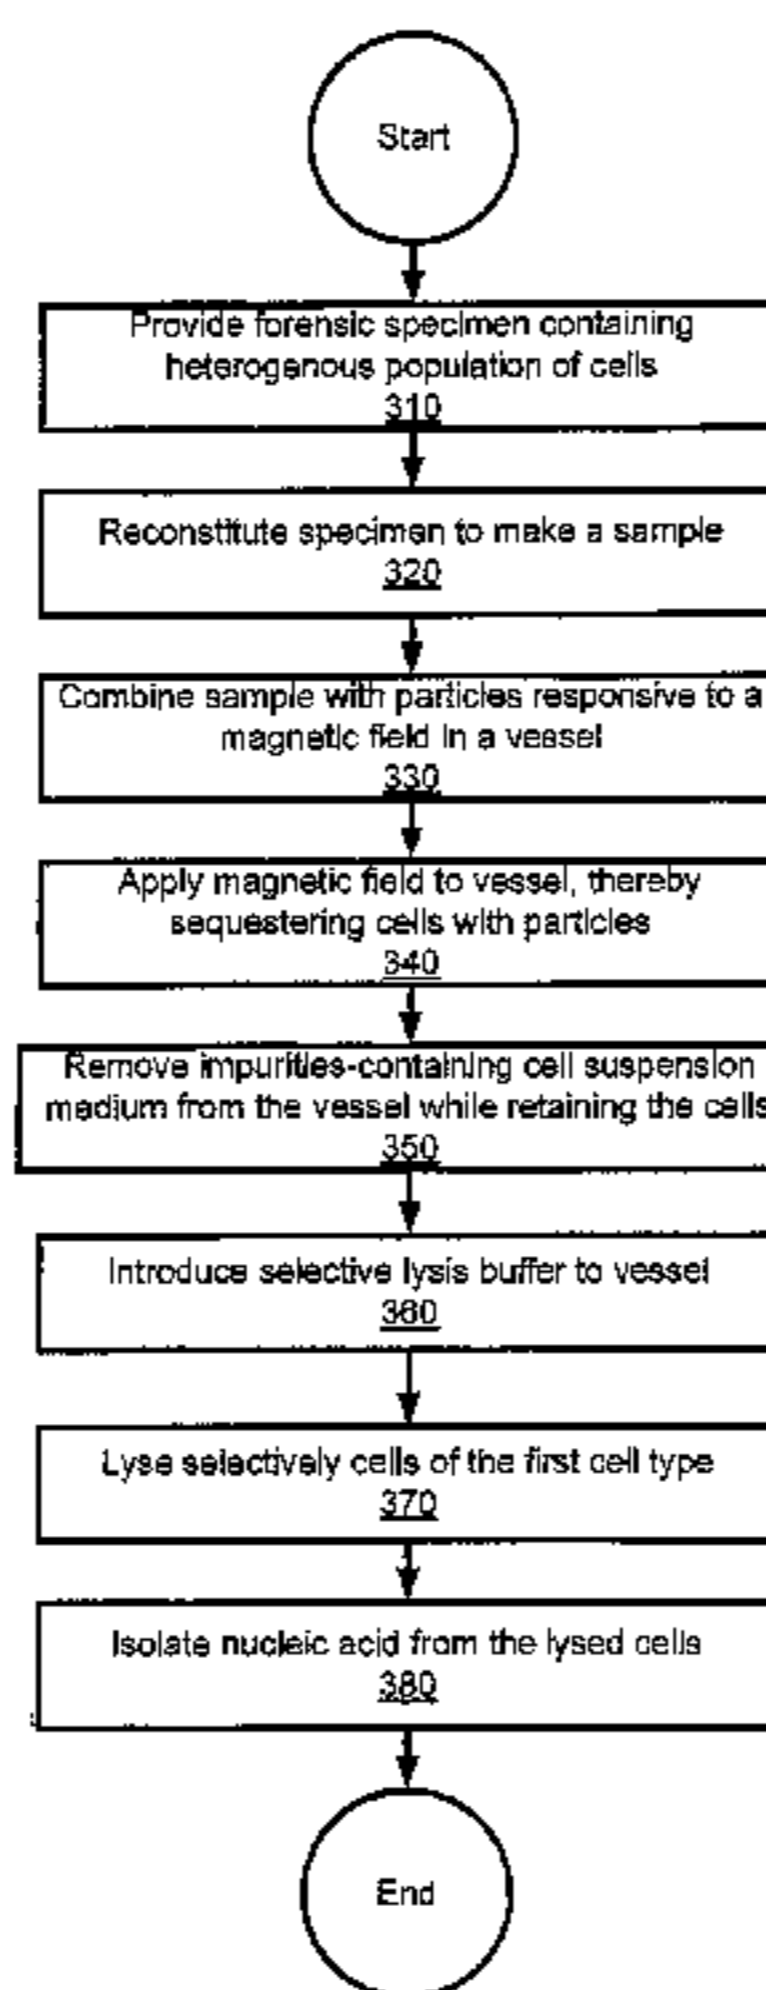 Start
Provide forensic specimen containing
heterogenous population of cells
310
Reconstitute specimen to make a sample
320
Combine sample with particles responsive to a
magnetic field in a vessel
330
Apply magnetic field to vessel, thereby
sequestering cells with particles
340
Remove impurities-containing cell suspension
medium from the vessel while retaining the cells
350
Introduce selective lysis buffer to vessel
360
Lyse selectively cells of the first cell type
370
Isolate nucleic acid from the lysed cells
380
End